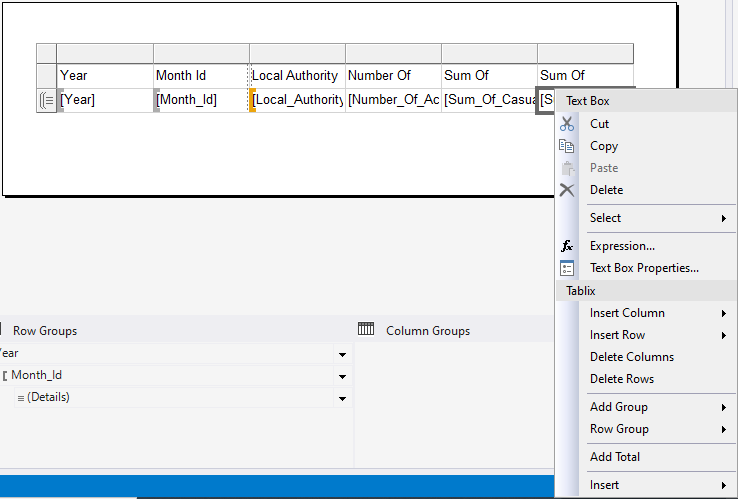 Year Month Id Local Authority Number Of Sum Of Sum Of
[Year] [Month_Id] [Local_Authority [Number_Of_Ac [Sum_Of_Casua [S
Text Box
Cut
Copy
Paste
Delete
Select
fx Expression...
Text Box Properties...
Tablix
Insert Column
Insert Row
Delete Columns
Delete Rows
Add Group
Row Group
Add Total
Insert
Row Groups Column Groups
ear
[ Month_Id
(Details)